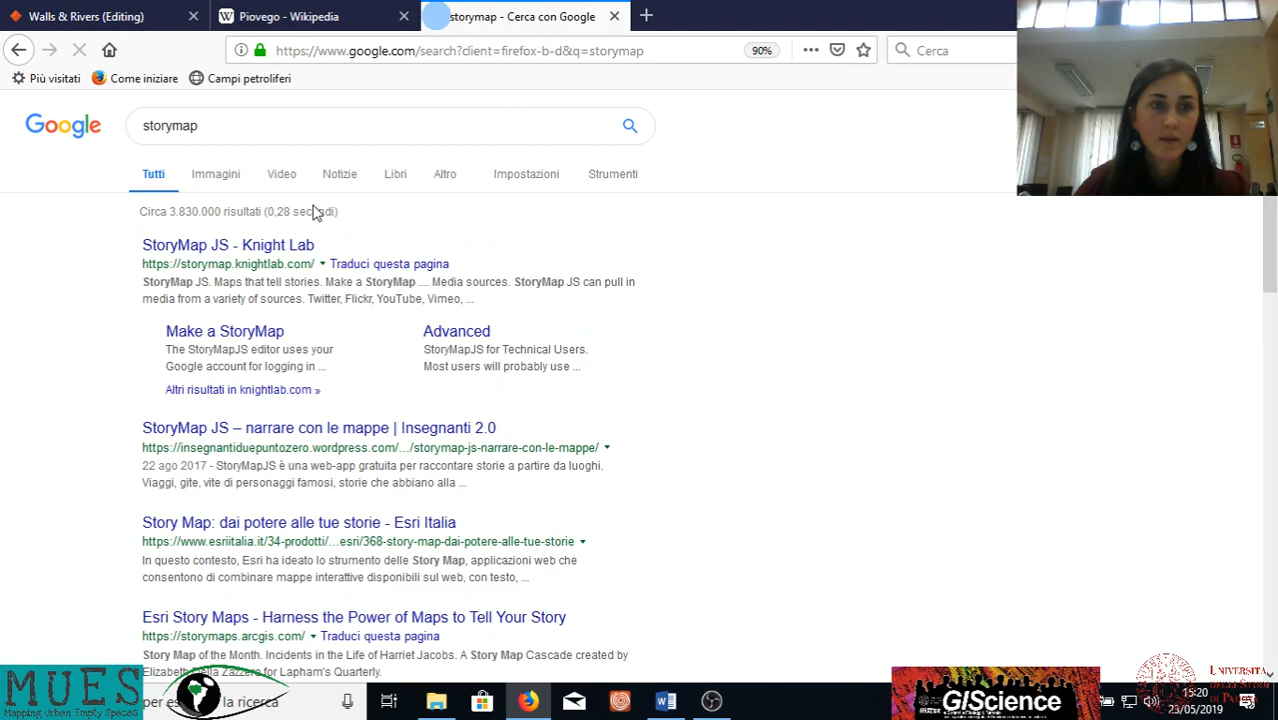 Walls & Rivers (Editing)
Piovego - Wikipedia
storymap - Cerca con Google
https://www.google.com/search?client=firefox-b-d&q=storymap
90%
Cerca
Più visitati
Come iniziare
Campi petroliferi
Google
storymap
Tutti
Immagini
Video
Notizie
Libri
Altro
Impostazioni
Strumenti
Circa 3.830.000 risultati (0,28 secondi)
StoryMap JS - Knight Lab
https://storymap.knightlab.com/ Traduci questa pagina
StoryMap JS. Maps that tell stories. Make a StoryMap .... Media sources. StoryMap JS can pull in
media from a variety of sources. Twitter, Flickr, YouTube, Vimeo, ...
Make a StoryMap
The StoryMapJS editor uses your
Google account for logging in ...
Advanced
StoryMapJS for Technical Users.
Most users will probably use ...
Altri risultati in knightlab.com »
StoryMap JS – narrare con le mappe | Insegnanti 2.0
https://insegnantiduepuntozero.wordpress.com/.../storymap-js-narrare-con-le-mappe/
22 ago 2017 - StoryMapJS è una web-app gratuita per raccontare storie a partire da luoghi.
Viaggi, gite, vite di personaggi famosi, storie che abbiano alla ...
Story Map: dai potere alle tue storie - Esri Italia
https://www.esriitalia.it/34-prodotti/...esri/368-story-map-dai-potere-alle-tue-storie
In questo contesto, Esri ha ideato lo strumento delle Story Map, applicazioni web che
consentono di combinare mappe interattive disponibili sul web, con testo, ...
Esri Story Maps - Harness the Power of Maps to Tell Your Story
https://storymaps.arcgis.com/ Traduci questa pagina
Story Map of the Month. Incidents in the Life of Harriet Jacobs. A Story Map Cascade created by
Elizabeth Della Zazzera for Lapham's Quarterly.
MUES
Mapping Urban Empty Spaces
la ricerca
GIScience
UNIVERSITÀ
DEGLI STUDI
15:20
23/05/2019